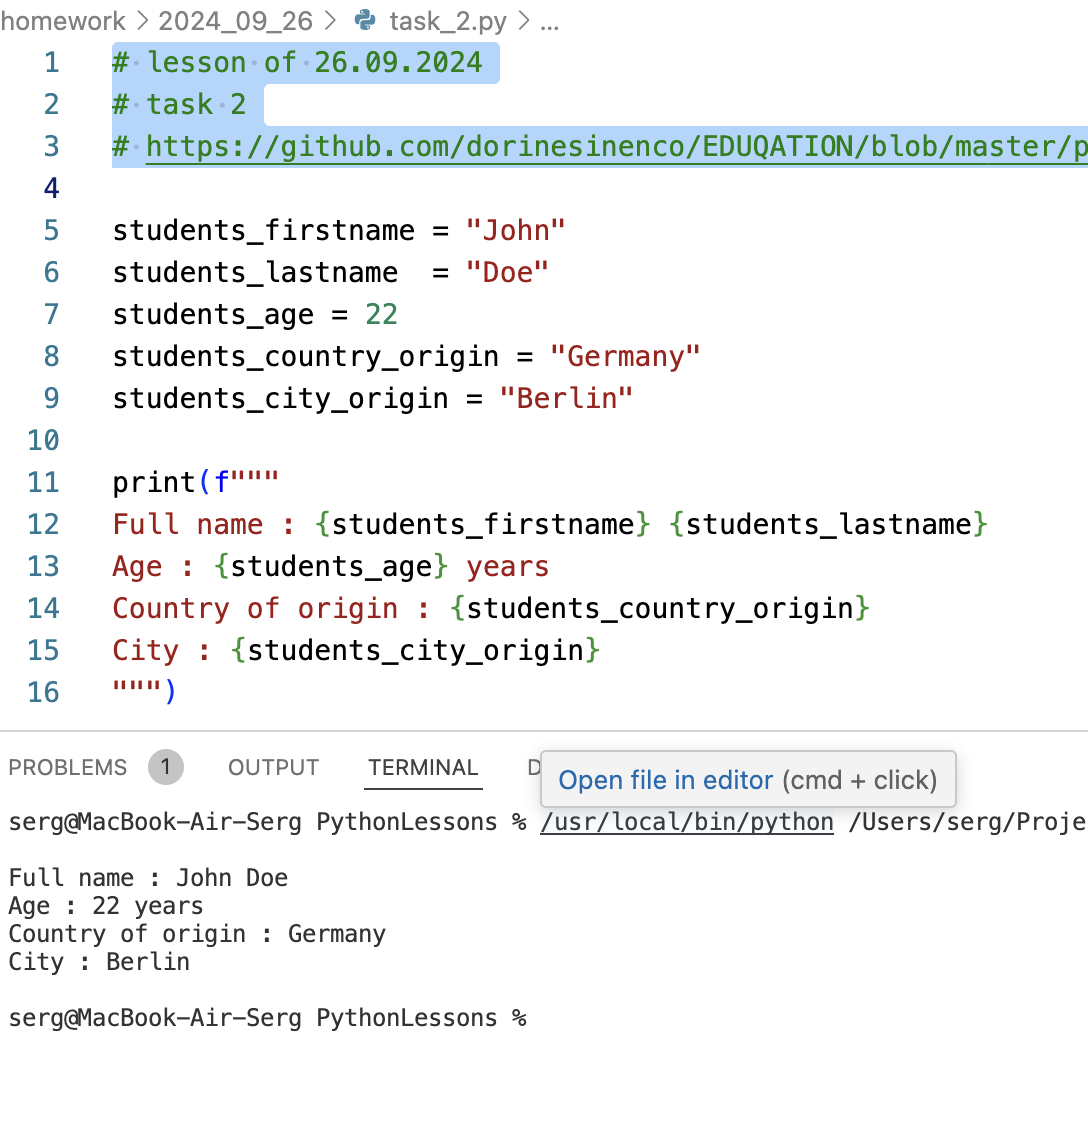 homework > 2024_09_26 > task_2.py > ...
1 # lesson of 26.09.2024
2 # task 2
3 # https://github.com/dorinesinenco/EDUQATION/blob/master/p
4
5 students_firstname = "John"
6 students_lastname  = "Doe"
7 students_age = 22
8 students_country_origin = "Germany"
9 students_city_origin = "Berlin"
10
11 print(f"""
12 Full name : {students_firstname} {students_lastname}
13 Age : {students_age} years
14 Country of origin : {students_country_origin}
15 City : {students_city_origin}
16 """)
PROBLEMS 1 OUTPUT TERMINAL D
Open file in editor (cmd + click)
serg@MacBook-Air-Serg PythonLessons % /usr/local/bin/python /Users/serg/Proje
Full name : John Doe
Age : 22 years
Country of origin : Germany
City : Berlin
serg@MacBook-Air-Serg PythonLessons %